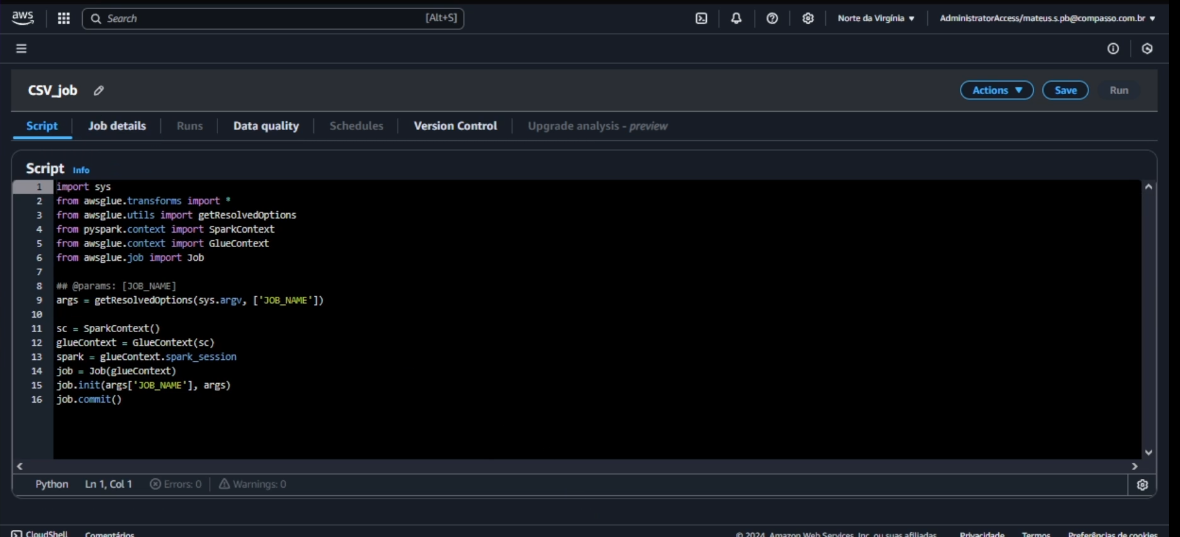 aws
Search [Alt+S]
Norte da Virgínia ▼
AdministratorAccess/mateus.s.pb@compasso.com.br ▼
CSV_job
Actions ▼ Save Run
Script Job details Runs Data quality Schedules Version Control Upgrade analysis - preview
Script Info
1 import sys
2 from awsglue.transforms import *
3 from awsglue.utils import getResolvedOptions
4 from pyspark.context import SparkContext
5 from awsglue.context import GlueContext
6 from awsglue.job import Job
7
8 ## @params: [JOB_NAME]
9 args = getResolvedOptions(sys.argv, ['JOB_NAME'])
10
11 sc = SparkContext()
12 glueContext = GlueContext(sc)
13 spark = glueContext.spark_session
14 job = Job(glueContext)
15 job.init(args['JOB_NAME'], args)
16 job.commit()
Python Ln 1, Col 1 Errors: 0 Warnings: 0
CloudShell Comentários © 2024, Amazon Web Services, Inc. ou suas afiliadas. Privacidade Termos Preferências de cookies